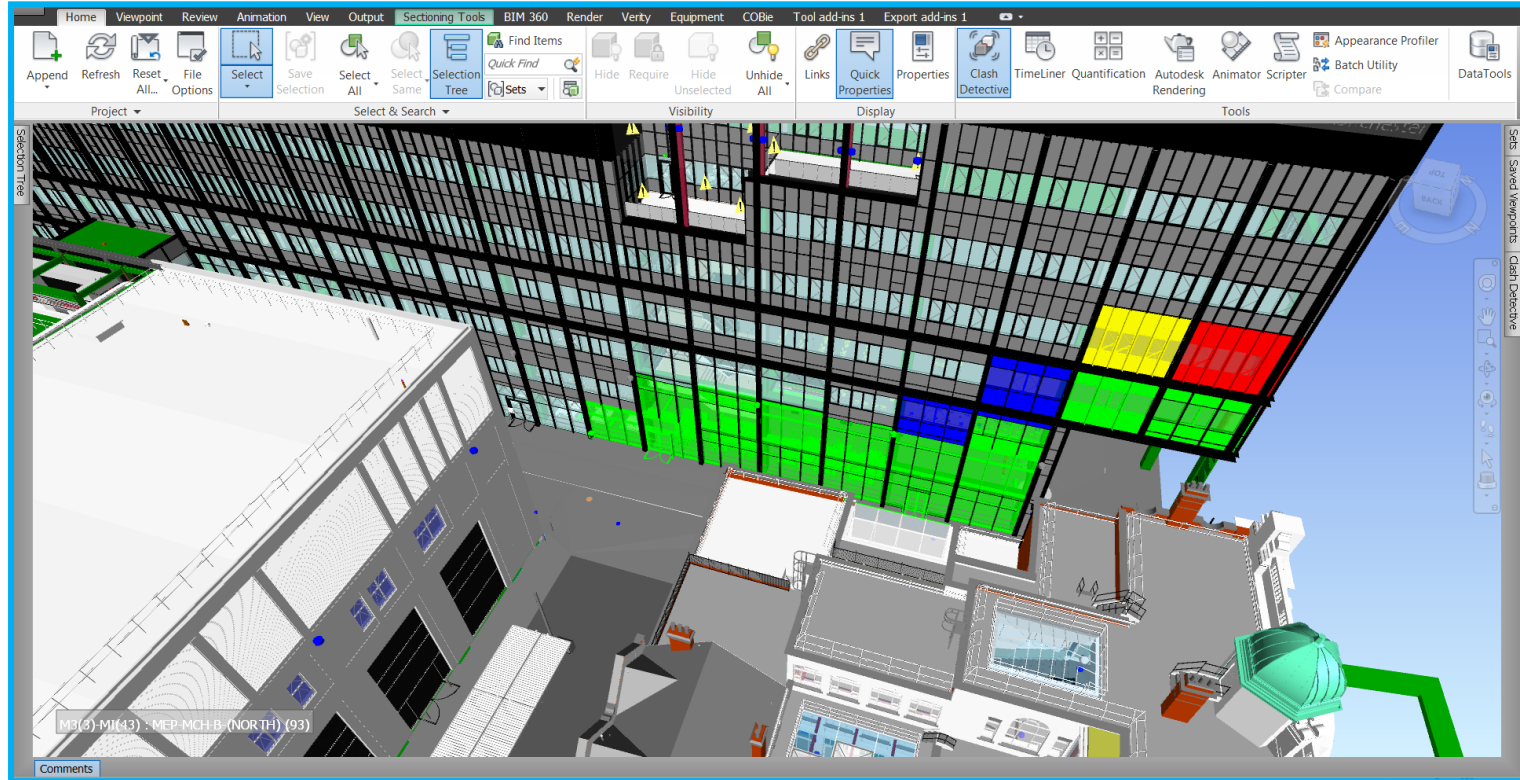 Home Viewpoint Review Animation View Output Sectioning Tools BIM 360 Render Verity Equipment COBie Tool add-ins 1 Export add-ins 1
Append
Refresh
Reset All...
File Options
Project
Select
Save Selection
Select All
Select Same
Selection Tree
Find Items
Quick Find
Sets
Select & Search
Hide
Require
Hide Unselected
Unhide All
Visibility
Links
Quick Properties
Properties
Display
Clash Detective
TimeLiner
Quantification
Autodesk Rendering
Animator
Scripter
Appearance Profiler
Batch Utility
Compare
Tools
DataTools
Selection Tree
Sets
Saved Viewpoints
Clash Detective
TOP
BACK
M3(3)-MI(43) : MEP-MCH-B-(NORTH) (93)
Comments